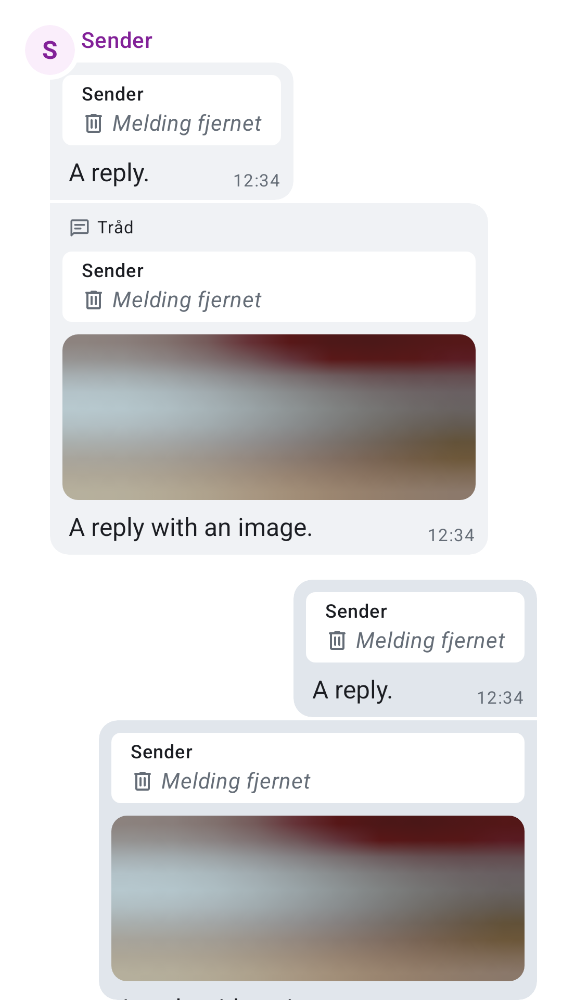 S
Sender
Sender
Melding fjernet
A reply.
12:34
Tråd
Sender
Melding fjernet
A reply with an image.
12:34
Sender
Melding fjernet
A reply.
12:34
Sender
Melding fjernet